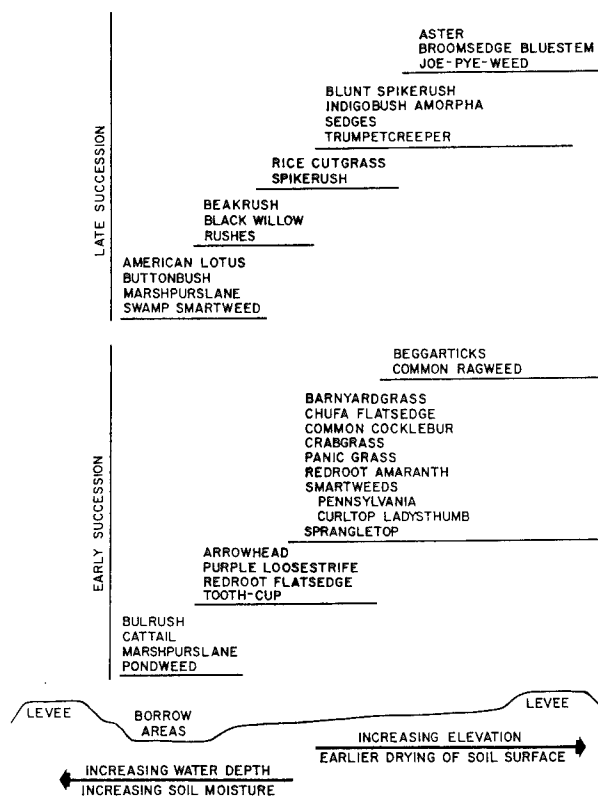 ASTER
BROOMSEDGE BLUESTEM
JOE-PYE-WEED
BLUNT SPIKERUSH
INDIGOBUSH AMORPHA
SEDGES
TRUMPETCREEPER
RICE CUTGRASS
SPIKERUSH
BEAKRUSH
BLACK WILLOW
RUSHES
AMERICAN LOTUS
BUTTONBUSH
MARSHPURSLANE
SWAMP SMARTWEED
LATE SUCCESSION
BEGGARTICKS
COMMON RAGWEED
BARNYARDGRASS
CHUFA FLATSEDGE
COMMON COCKLEBUR
CRABGRASS
PANIC GRASS
REDROOT AMARANTH
SMARTWEEDS
PENNSYLVANIA
CURLTOP LADYSTHUMB
SPRANGLETOP
ARROWHEAD
PURPLE LOOSESTRIFE
REDROOT FLATSEDGE
TOOTH-CUP
BULRUSH
CATTAIL
MARSHPURSLANE
PONDWEED
EARLY SUCCESSION
LEVEE
BORROW
AREAS
LEVEE
INCREASING ELEVATION
EARLIER DRYING OF SOIL SURFACE
INCREASING WATER DEPTH
INCREASING SOIL MOISTURE